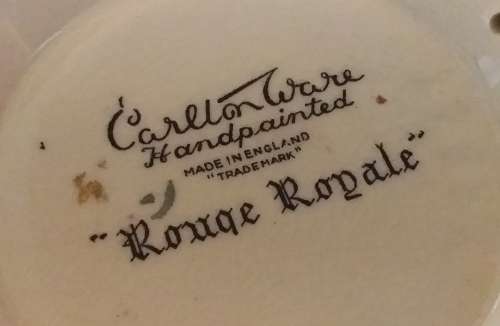 Carlton Ware
Handpainted
MADE IN ENGLAND
"TRADE MARK"
"Rouge Royale"